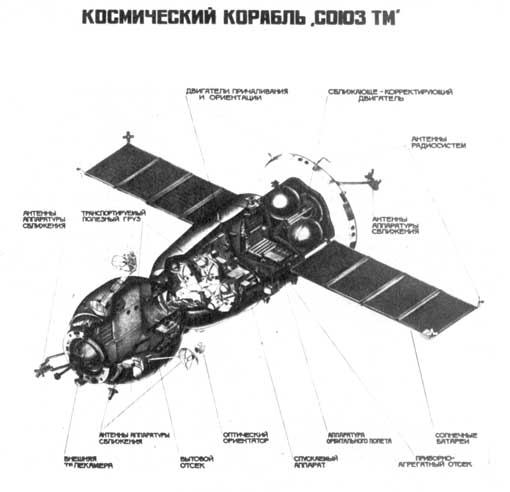 КОСМИЧЕСКИЙ КОРАБЛЬ „СОЮЗ ТМ"
ДВИГАТЕЛИ ПРИЧАЛИВАНИЯ
И ОРИЕНТАЦИИ
СБЛИЖАЮЩЕ-КОРРЕКТИРУЮЩИЙ
ДВИГАТЕЛЬ
АНТЕННЫ
РАДИОСИСТЕМ
АНТЕННЫ
АППАРАТУРЫ
СБЛИЖЕНИЯ
ТРАНСПОРТИРУЕМЫЙ
ПОЛЕЗНЫЙ ГРУЗ
АНТЕННЫ
АППАРАТУРЫ
СБЛИЖЕНИЯ
АНТЕННЫ АППАРАТУРЫ
СБЛИЖЕНИЯ
ОПТИЧЕСКИЙ
ОРИЕНТАТОР
АППАРАТУРА
ОРБИТАЛЬНОГО ПОЛЕТА
СОЛНЕЧНЫЕ
БАТАРЕИ
ВНЕШНЯЯ
ТЕЛЕКАМЕРА
БЫТОВОЙ
ОТСЕК
СПУСКАЕМЫЙ
АППАРАТ
ПРИБОРНО-
АГРЕГАТНЫЙ ОТСЕК